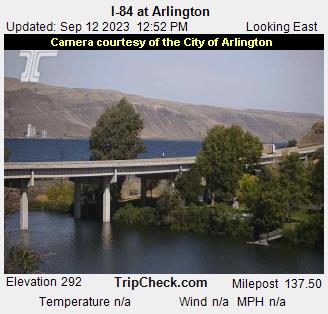 I-84 at Arlington
Updated: Sep 12 2023 12:52 PM Looking East
Camera courtesy of the City of Arlington
Elevation 292 TripCheck.com Milepost 137.50
Temperature n/a Wind n/a MPH n/a